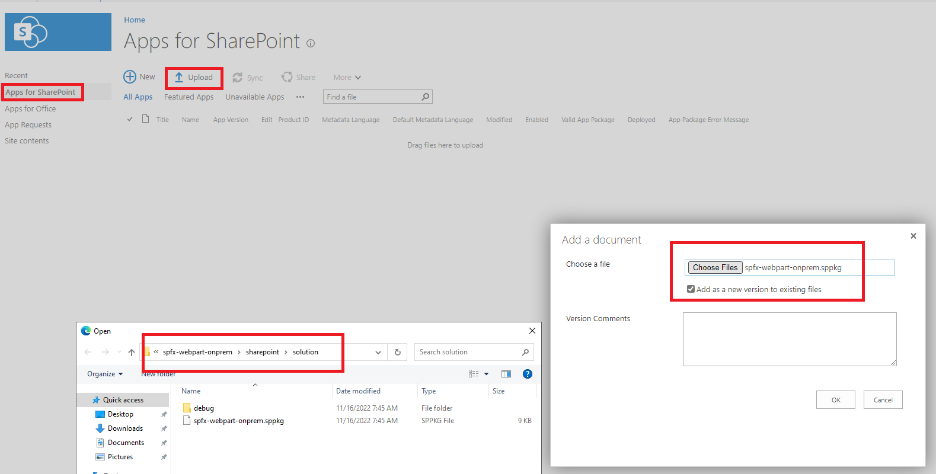 Home
Apps for SharePoint
Recent
Apps for SharePoint
Apps for Office
App Requests
Site contents
New Upload Sync Share More
All Apps Featured Apps Unavailable Apps ••• Find a file
Title Name App Version Edit Product ID Metadata Language Default Metadata Language Modified Enabled Valid App Package Deployed App Package Error Message
Drag files here to upload
Add a document
Choose a file
Choose Files spfx-webpart-onprem.sppkg
Add as a new version to existing files
Version Comments
OK Cancel
Open
« spfx-webpart-onprem › sharepoint › solution
Search solution
Organize New folder
Name Date modified Type Size
Quick access
Desktop
Downloads
Documents
Pictures
debug 11/16/2022 7:45 AM File folder
spfx-webpart-onprem.sppkg 11/16/2022 7:45 AM SPPKG File 9 KB